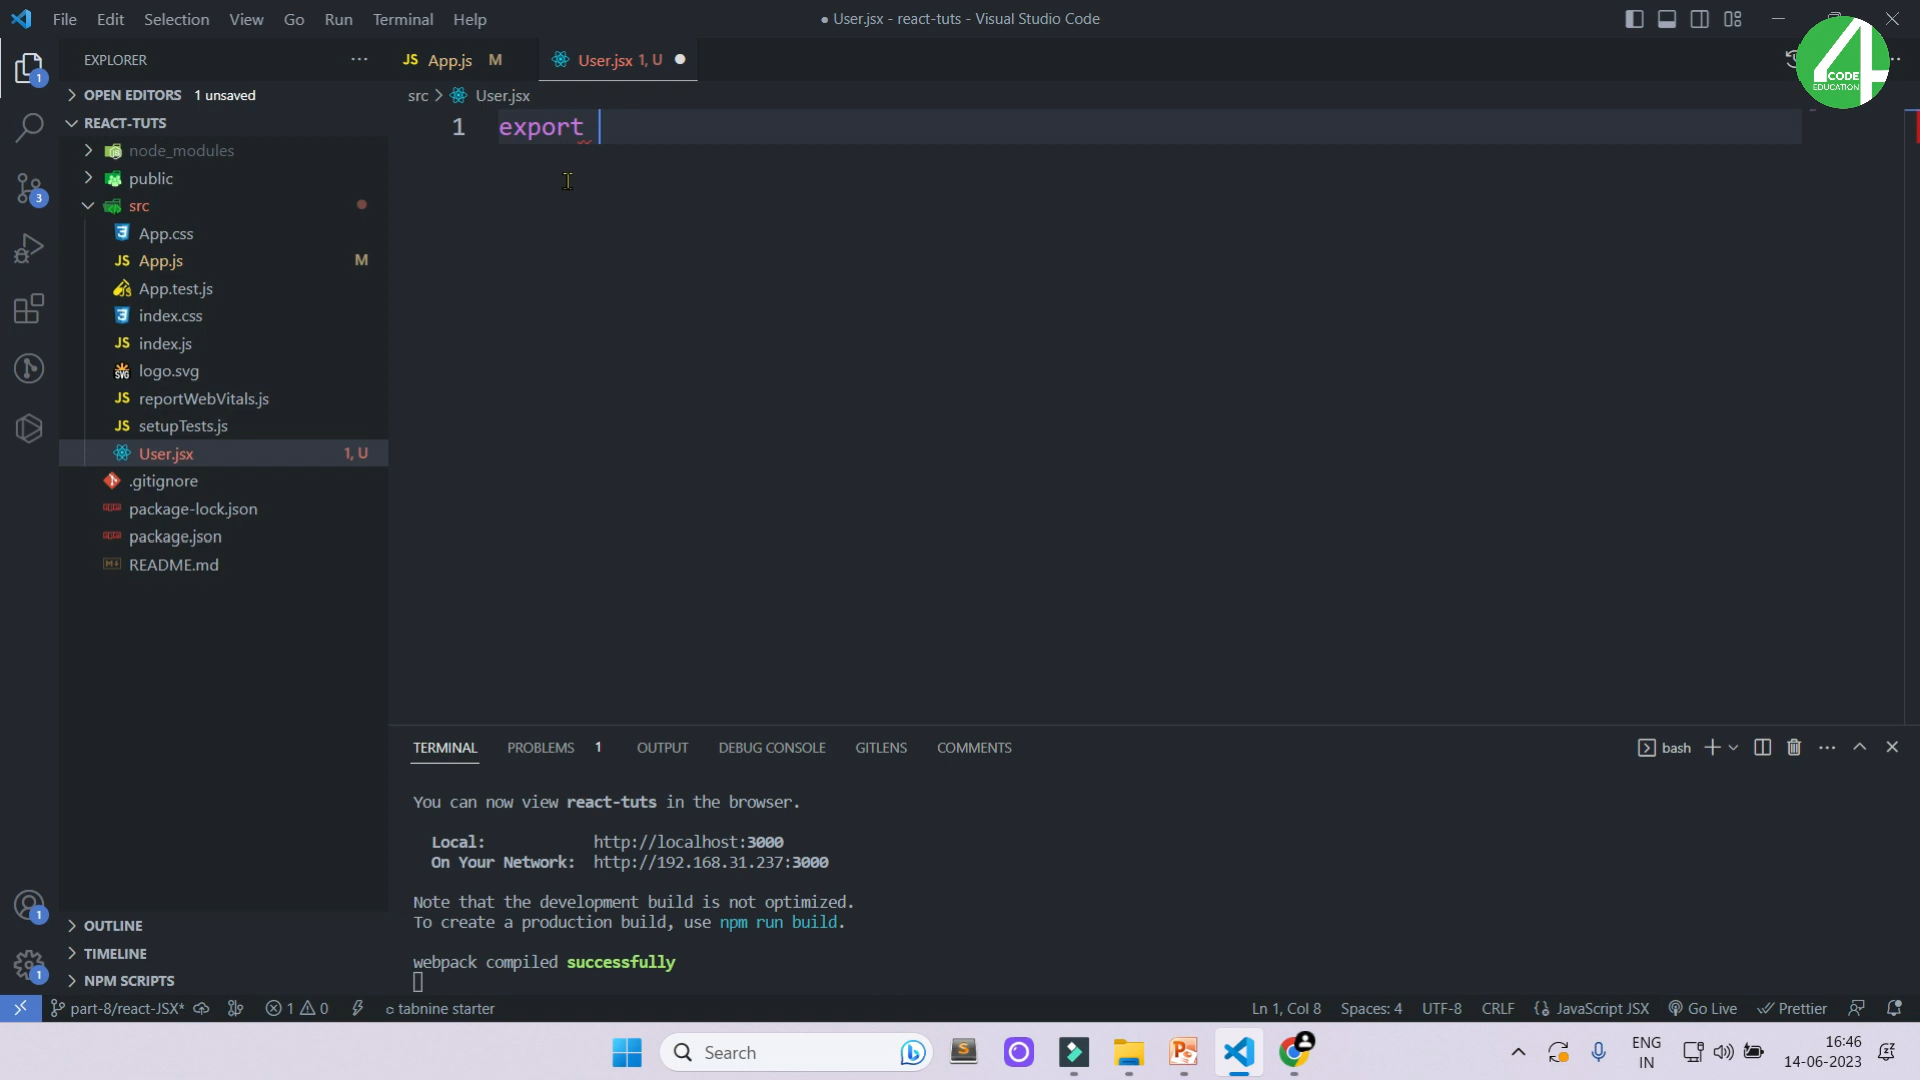 File Edit Selection View Go Run Terminal Help
● User.jsx - react-tuts - Visual Studio Code
EXPLORER
JS App.js M
User.jsx 1, U
4
CODE
EDUCATION
OPEN EDITORS 1 unsaved
src > User.jsx
REACT-TUTS
1 export
node_modules
public
src
App.css
JS App.js M
App.test.js
index.css
JS index.js
SVG logo.svg
JS reportWebVitals.js
JS setupTests.js
User.jsx 1, U
.gitignore
package-lock.json
package.json
README.md
TERMINAL PROBLEMS 1 OUTPUT DEBUG CONSOLE GITLENS COMMENTS
bash
You can now view react-tuts in the browser.
Local: http://localhost:3000
On Your Network: http://192.168.31.237:3000
Note that the development build is not optimized.
To create a production build, use npm run build.
webpack compiled successfully
OUTLINE
TIMELINE
NPM SCRIPTS
part-8/react-JSX* 1 0 tabnine starter
Ln 1, Col 8 Spaces: 4 UTF-8 CRLF JavaScript JSX Go Live Prettier
Search
ENG
IN
16:46
14-06-2023